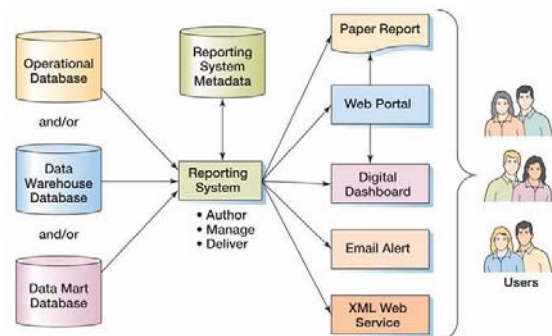 Operational
Database
and/or
Data
Warehouse
Database
and/or
Data Mart
Database
Reporting
System
Metadata
Reporting
System
• Author
• Manage
• Deliver
Paper Report
Web Portal
Digital
Dashboard
Email Alert
XML Web
Service
Users